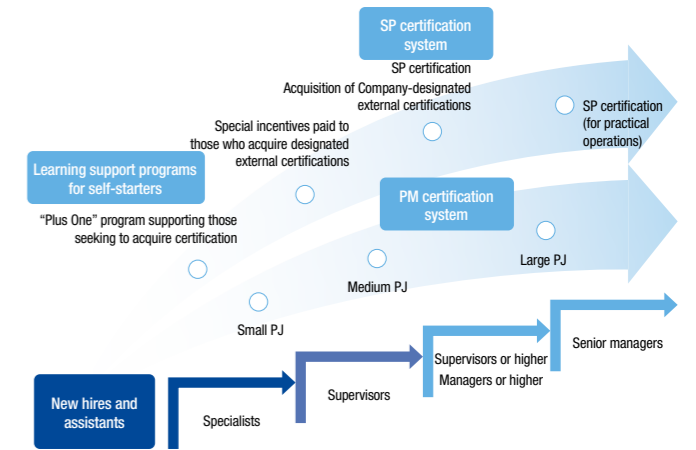 SP certification
system
SP certification
Acquisition of Company-designated
external certifications
SP certification
(for practical
operations)
Special incentives paid to
those who acquire designated
external certifications
Learning support programs
for self-starters
“Plus One” program supporting those
seeking to acquire certification
PM certification
system
Large PJ
Medium PJ
Small PJ
Senior managers
Supervisors or higher
Managers or higher
Supervisors
New hires and
assistants
Specialists